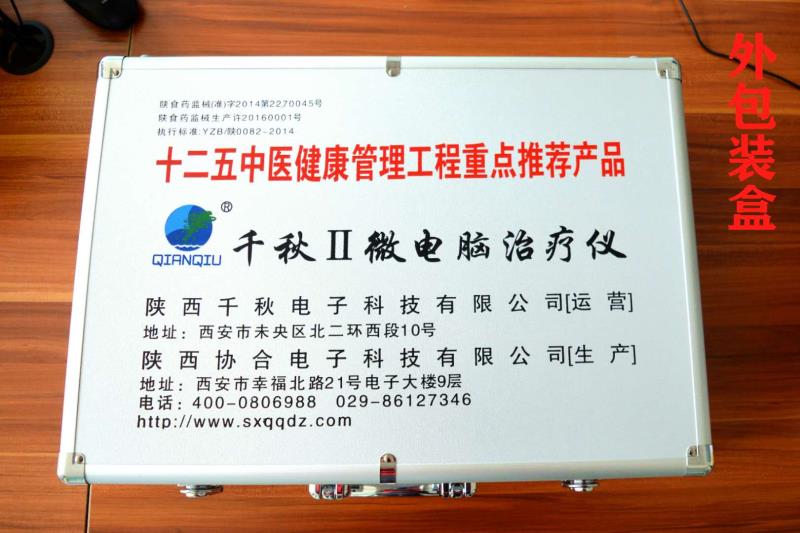 陕食药监械(准)字2014第2270045号
陕食药监械生产许20160001号
执行标准:YZB/陕0082-2014
十二五中医健康管理工程重点推荐产品
QIANQIU ®
千秋Ⅱ微电脑治疗仪
陕西千秋电子科技有限公司[运营]
地址：西安市未央区北二环西段10号
陕西协合电子科技有限公司[生产]
地址：西安市幸福北路21号电子大楼9层
电话：400-0806988 029-86127346
http://www.sxqqdz.com
外包装盒